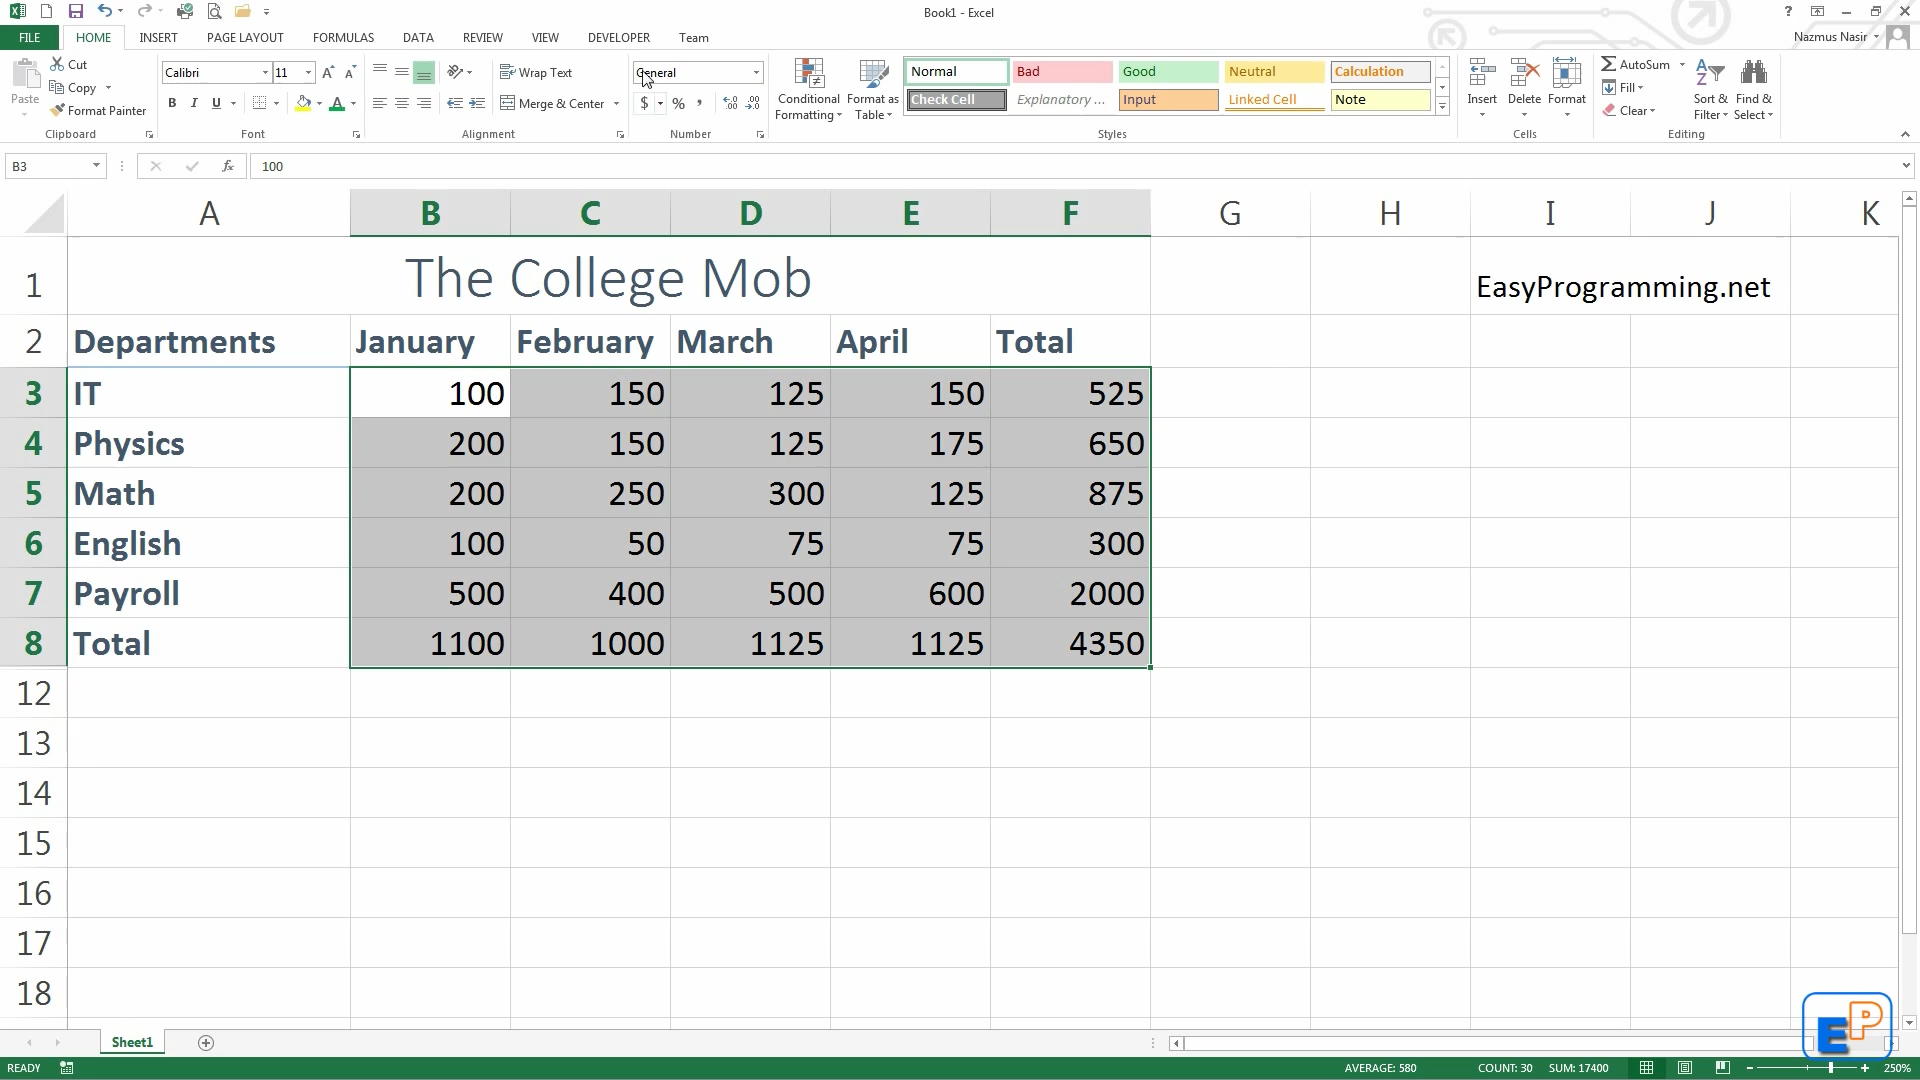 Book1 - Excel
?
FILE HOME INSERT PAGE LAYOUT FORMULAS DATA REVIEW VIEW DEVELOPER Team
Nazmus Nasir
Paste
Cut
Copy
Format Painter
Clipboard
Calibri 11
B I U
Font
Wrap Text
Merge & Center
Alignment
General
$ % ,
Number
Conditional Formatting
Format as Table
Normal Bad Good Neutral Calculation
Check Cell Explanatory ... Input Linked Cell Note
Styles
Insert Delete Format
Cells
AutoSum
Fill
Clear
Sort & Filter
Find & Select
Editing
B3 fx 100
A B C D E F G H I J K
1 The College Mob EasyProgramming.net
2 Departments January February March April Total
3 IT 100 150 125 150 525
4 Physics 200 150 125 175 650
5 Math 200 250 300 125 875
6 English 100 50 75 75 300
7 Payroll 500 400 500 600 2000
8 Total 1100 1000 1125 1125 4350
12
13
14
15
16
17
18
EP
Sheet1
READY AVERAGE: 580 COUNT: 30 SUM: 17400 250%